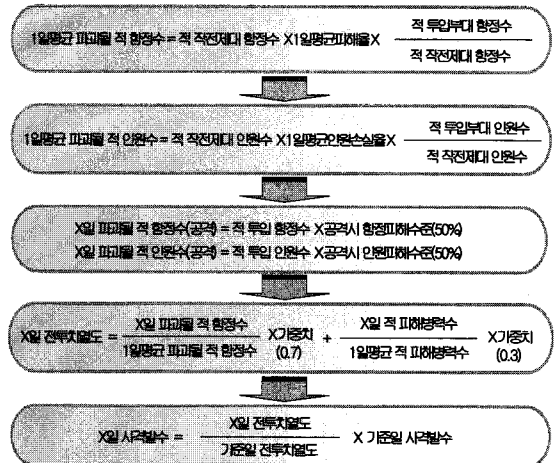 1일평균 파괴될 적 함정수 = 적 작전제대 함정수 X1일평균피해율X 적 투입부대 함정수
적 작전제대 함정수
1일평균 파괴될 적 인원수 = 적 작전제대 인원수 X1일평균인원손실율X 적 투입부대 인원수
적 작전제대 인원수
X일 파괴될 적 함정수(공격) = 적 투입 함정수 X공격시 함정피해수준(50%)
X일 파괴될 적 인원수(공격) = 적 투입 인원수 X공격시 인원피해수준(50%)
X일 전투치열도 = X일 파괴될 적 함정수 X가중치 + X일 적 피해병력수 X가중치
1일평균 파괴될 적 함정수 (0.7) 1일평균 적 피해병력수 (0.3)
X일 사격발수 = X일 전투치열도 X 기준일 사격발수
기준일 전투치열도